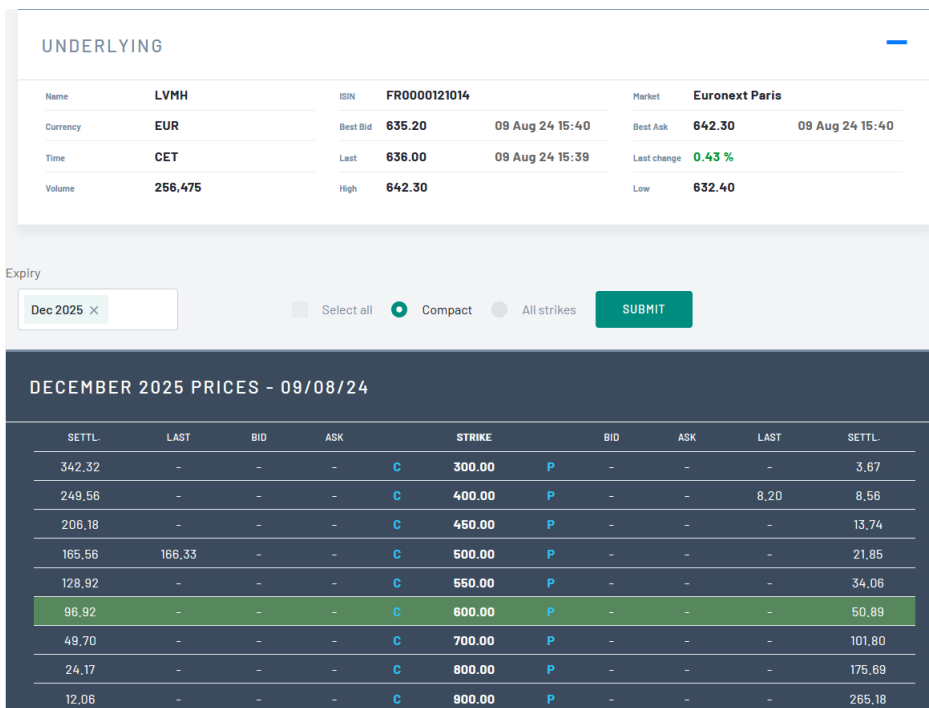 UNDERLYING
Name LVMH ISIN FR0000121014 Market Euronext Paris
Currency EUR Best Bid 635.20 09 Aug 24 15:40 Best Ask 642.30 09 Aug 24 15:40
Time CET Last 636.00 09 Aug 24 15:39 Last change 0.43 %
Volume 256,475 High 642.30 Low 632.40
Expiry
Dec 2025 × Select all Compact All strikes SUBMIT
DECEMBER 2025 PRICES - 09/08/24
SETTL. LAST BID ASK STRIKE BID ASK LAST SETTL.
342.32 - - - C 300.00 P - - - 3.67
249.56 - - - C 400.00 P - - 8.20 8.56
206.18 - - - C 450.00 P - - - 13.74
165.56 166.33 - - C 500.00 P - - - 21.85
128.92 - - - C 550.00 P - - - 34.06
96.92 - - - C 600.00 P - - - 50.89
49.70 - - - C 700.00 P - - - 101.80
24.17 - - - C 800.00 P - - - 175.69
12.06 - - - C 900.00 P - - - 265.18